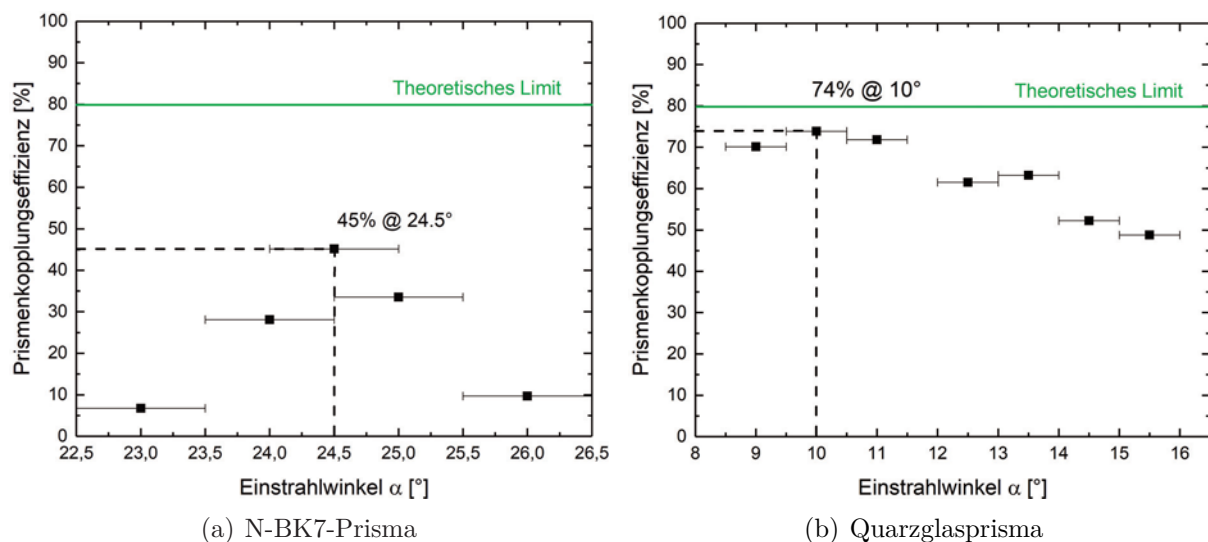 100
90
80
70
60
50
40
30
20
10
0
Prismenkopplungseffizienz [%]
Theoretisches Limit
45% @ 24.5°
22,5 23,0 23,5 24,0 24,5 25,0 25,5 26,0 26,5
Einstrahlwinkel α [°]
(a) N-BK7-Prisma
100
90
80
70
60
50
40
30
20
10
0
Prismenkopplungseffizienz [%]
74% @ 10°
Theoretisches Limit
8 9 10 11 12 13 14 15 16
Einstrahlwinkel α [°]
(b) Quarzglasprisma